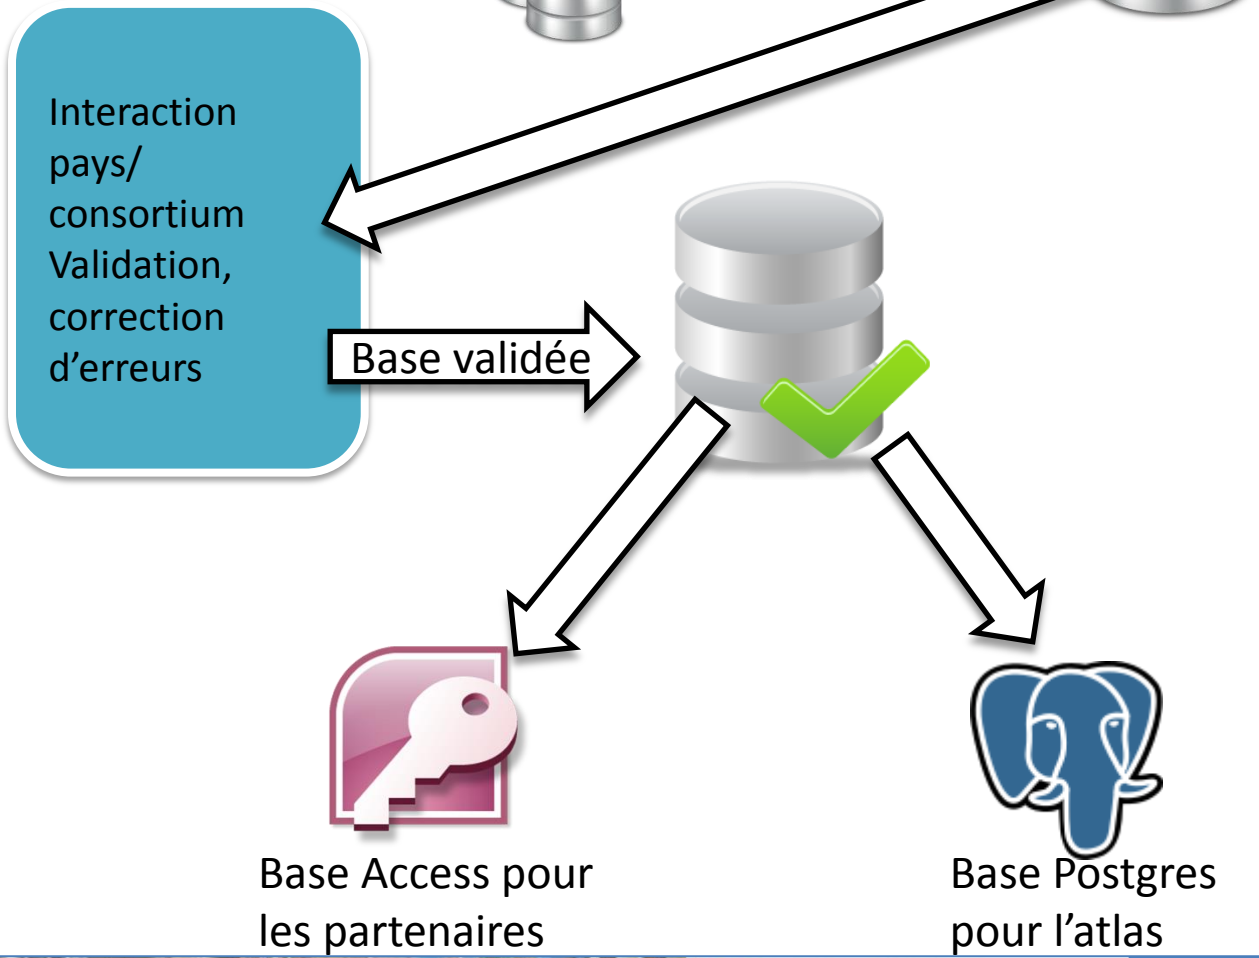 Interaction
pays/
consortium
Validation,
correction
d’erreurs
Base validée
Base Access pour
les partenaires
Base Postgres
pour l’atlas